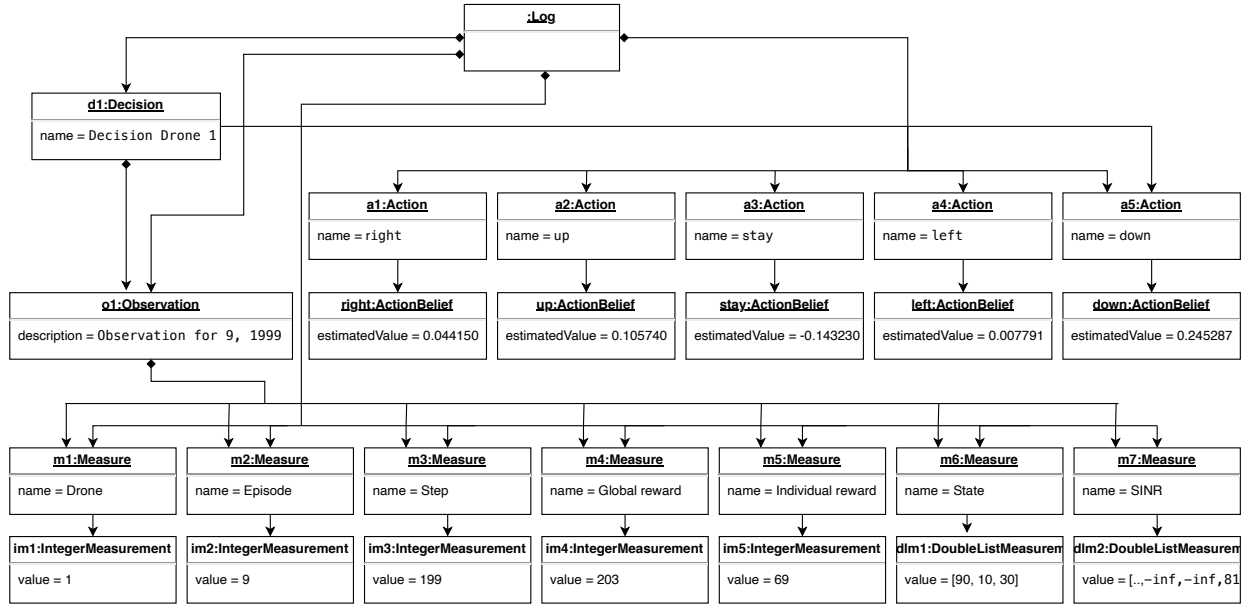 :Log
d1:Decision
name = Decision Drone 1
a1:Action
name = right
a2:Action
name = up
a3:Action
name = stay
a4:Action
name = left
a5:Action
name = down
o1:Observation
description = Observation for 9, 1999
right:ActionBelief
estimatedValue = 0.044150
up:ActionBelief
estimatedValue = 0.105740
stay:ActionBelief
estimatedValue = -0.143230
left:ActionBelief
estimatedValue = 0.007791
down:ActionBelief
estimatedValue = 0.245287
m1:Measure
name = Drone
m2:Measure
name = Episode
m3:Measure
name = Step
m4:Measure
name = Global reward
m5:Measure
name = Individual reward
m6:Measure
name = State
m7:Measure
name = SINR
im1:IntegerMeasurement
value = 1
im2:IntegerMeasurement
value = 9
im3:IntegerMeasurement
value = 199
im4:IntegerMeasurement
value = 203
im5:IntegerMeasurement
value = 69
dlm1:DoubleListMeasurem
value = [90, 10, 30]
dlm2:DoubleListMeasurem
value = [..,-inf,-inf,81